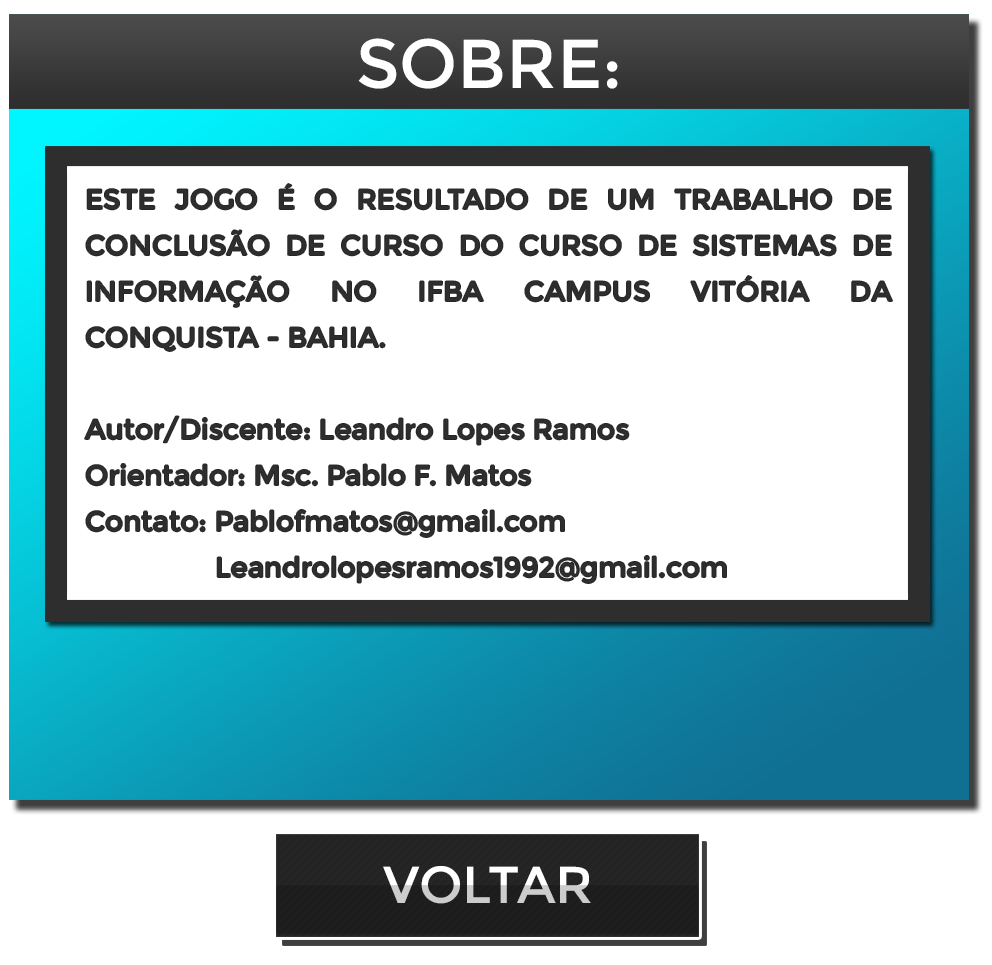 SOBRE:
ESTE JOGO É O RESULTADO DE UM TRABALHO DE
CONCLUSÃO DE CURSO DO CURSO DE SISTEMAS DE
INFORMAÇÃO NO IFBA CAMPUS VITÓRIA DA
CONQUISTA - BAHIA.
Autor/Discente: Leandro Lopes Ramos
Orientador: Msc. Pablo F. Matos
Contato: Pablofmatos@gmail.com
Leandrolopesramos1992@gmail.com
VOLTAR